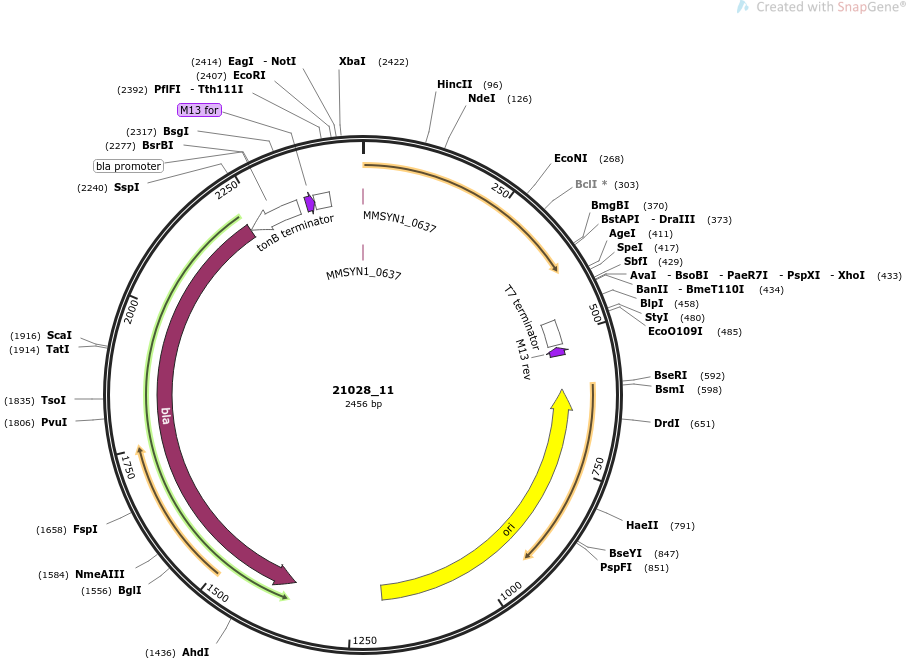 Created with SnapGene®
(2414) EagI - NotI
XbaI (2422)
(2407) EcoRI
(2392) PflFI - Tth111I
HincII (96)
NdeI (126)
M13 for
(2317) BsgI
(2277) BsrBI
bla promoter
(2240) SspI
EcoNI (268)
BclI * (303)
BmgBI (370)
BstAPI - DraIII (373)
AgeI (411)
SpeI (417)
SbfI (429)
AvaI - BsoBI - PaeR7I - PspXI - XhoI (433)
BanII - BmeT110I (434)
BlpI (458)
StyI (480)
EcoO109I (485)
2250
250
tonB terminator
MMSYN1_0637
MMSYN1_0637
2000
500
T7 terminator
M13 rev
(1916) ScaI
(1914) TatI
BseRI (592)
BsmI (598)
21028_11
2456 bp
(1835) TsoI
(1806) PvuI
bla
DrdI (651)
1750
750
ori
(1658) FspI
HaeII (791)
BseYI (847)
PspFI (851)
(1584) NmeAIII
(1556) BglI
1500
1000
1250
(1436) AhdI